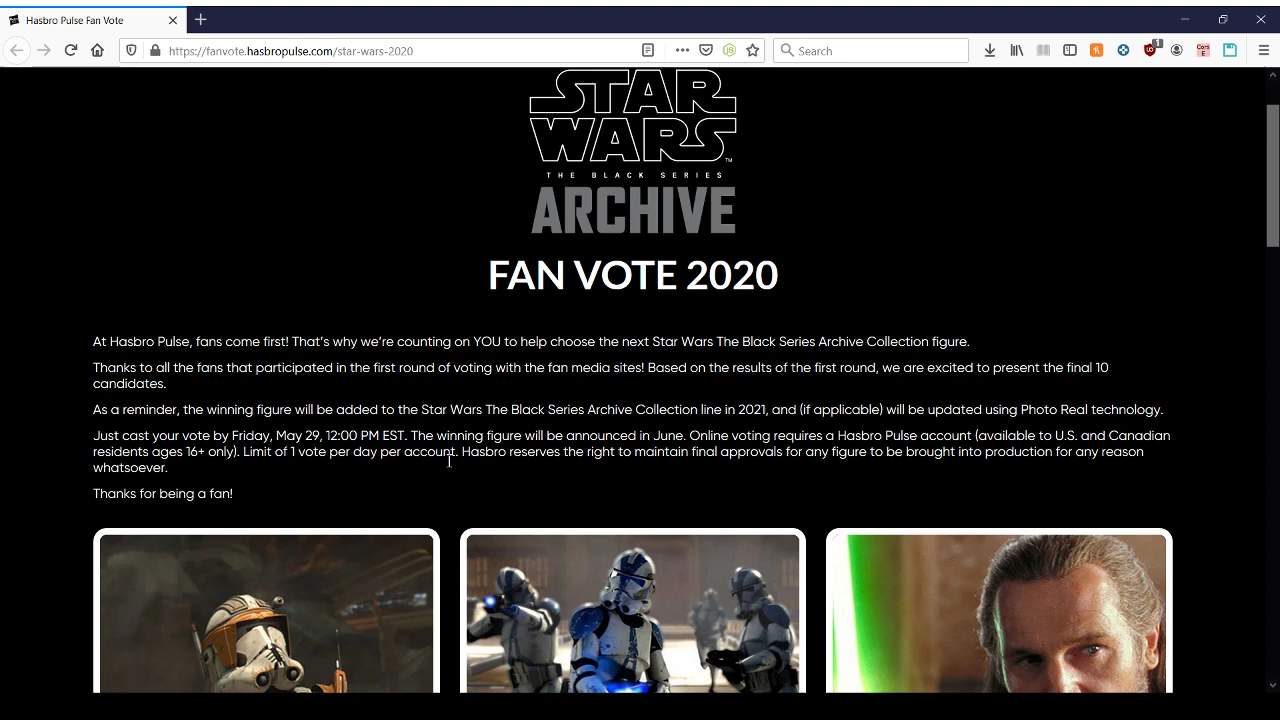 Hasbro Pulse Fan Vote
https://fanvote.hasbropulse.com/star-wars-2020
Search
1
STAR
WARS™
THE BLACK SERIES
ARCHIVE
FAN VOTE 2020
At Hasbro Pulse, fans come first! That's why we're counting on YOU to help choose the next Star Wars The Black Series Archive Collection figure.
Thanks to all the fans that participated in the first round of voting with the fan media sites! Based on the results of the first round, we are excited to present the final 10
candidates.
As a reminder, the winning figure will be added to the Star Wars The Black Series Archive Collection line in 2021, and (if applicable) will be updated using Photo Real technology.
Just cast your vote by Friday, May 29, 12:00 PM EST. The winning figure will be announced in June. Online voting requires a Hasbro Pulse account (available to U.S. and Canadian
residents ages 16+ only). Limit of 1 vote per day per account. Hasbro reserves the right to maintain final approvals for any figure to be brought into production for any reason
whatsoever.
Thanks for being a fan!